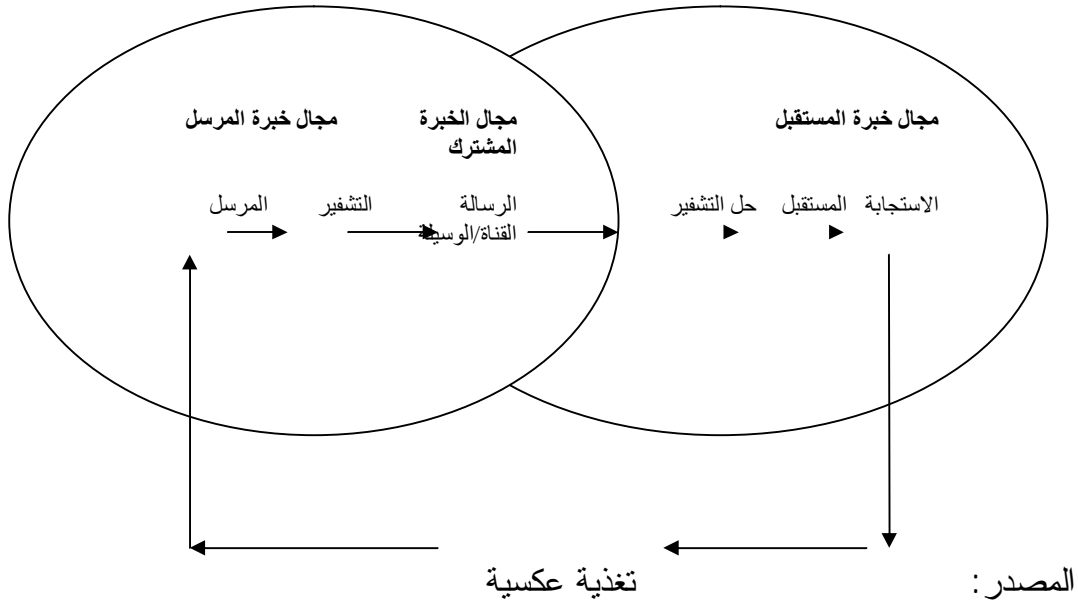 مجال خبرة المرسل
مجال الخبرة
المشترك
مجال خبرة المستقبل
المرسل
التشفير
الرسالة
القناة/الوسيلة
حل التشفير
المستقبل
الاستجابة
تغذية عكسية
المصدر: